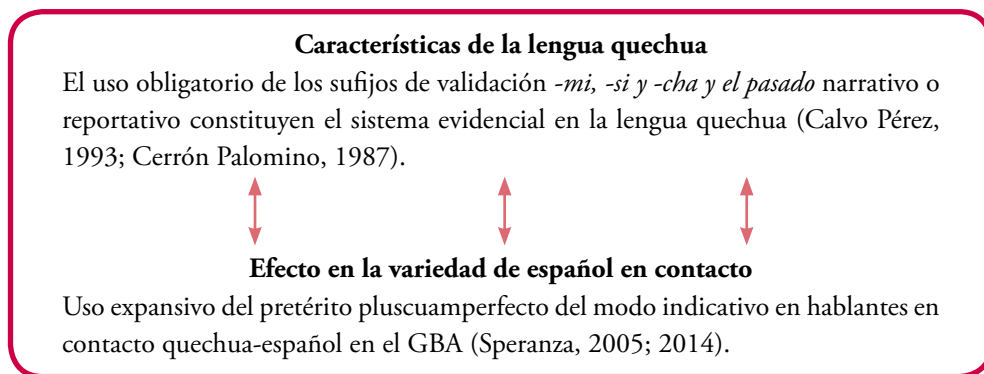 Características de la lengua quechua
El uso obligatorio de los sufijos de validación -mi, -si y -cha y el pasado narrativo o
reportativo constituyen el sistema evidencial en la lengua quechua (Calvo Pérez,
1993; Cerrón Palomino, 1987).
Efecto en la variedad de español en contacto
Uso expansivo del pretérito pluscuamperfecto del modo indicativo en hablantes en
contacto quechua-español en el GBA (Speranza, 2005; 2014).